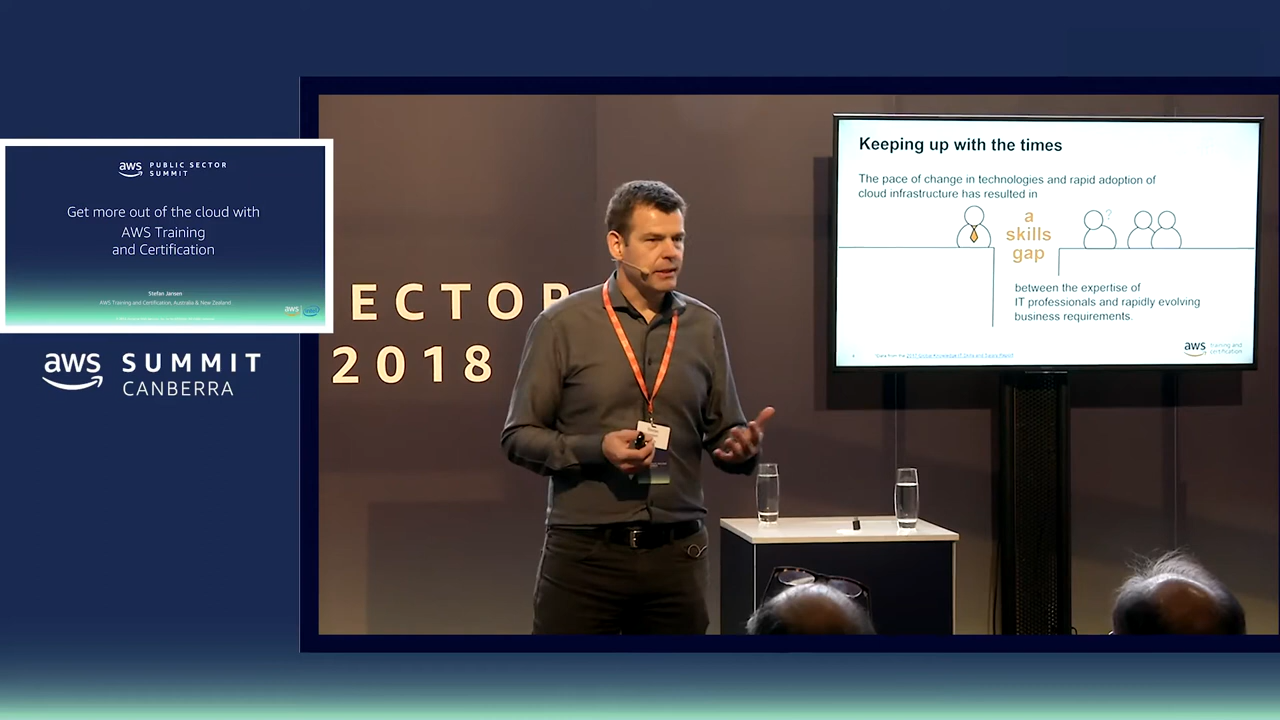 aws PUBLIC SECTOR
SUMMIT
Get more out of the cloud with
AWS Training
and Certification
Stefan Jansen
AWS Training and Certification, Australia & New Zealand
aws intel
aws SUMMIT
CANBERRA
ECTOR
2018
Keeping up with the times
The pace of change in technologies and rapid adoption of
cloud infrastructure has resulted in
?
a
skills
gap
between the expertise of
IT professionals and rapidly evolving
business requirements.
aws training and
certification